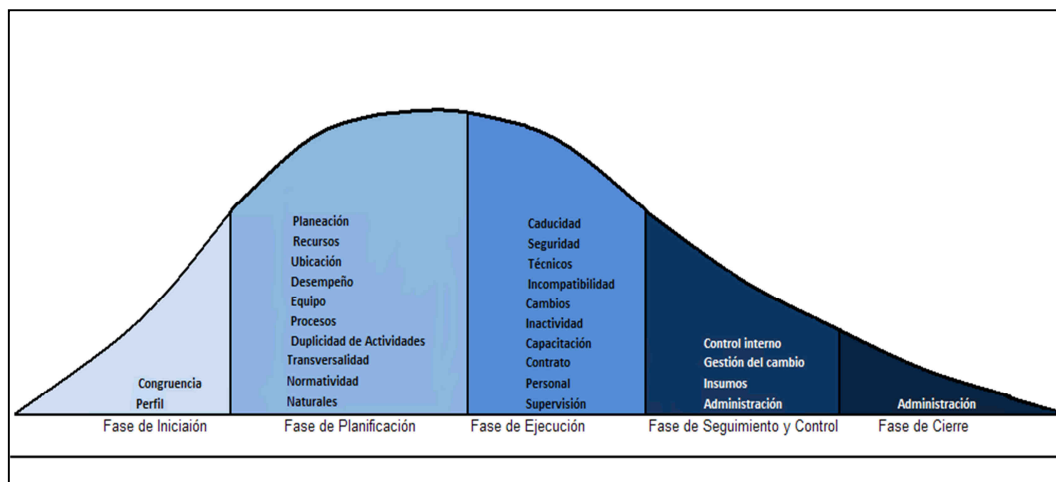 Congruencia
Perfil
Fase de Iniciaión
Planeación
Recursos
Ubicación
Desempeño
Equipo
Procesos
Duplicidad de Actividades
Transversalidad
Normatividad
Naturales
Fase de Planificación
Caducidad
Seguridad
Técnicos
Incompatibilidad
Cambios
Inactividad
Capacitación
Contrato
Personal
Supervisión
Fase de Ejecución
Control interno
Gestión del cambio
Insumos
Administración
Fase de Seguimiento y Control
Administración
Fase de Cierre